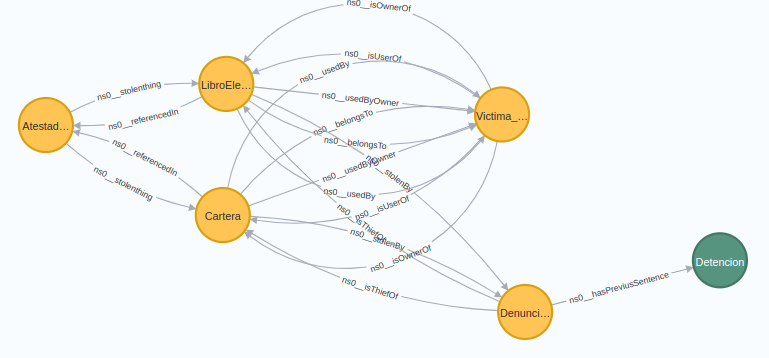 ns0__isOwnerOf
ns0__isUserOf
ns0__usedBy
LibroEle…
ns0__stolenthing
ns0__usedByOwner
Victima_…
ns0__belongsTo
Atestad…
ns0__referencedIn
ns0__belongsTo
ns0__referencedIn
ns0__usedByOwner
ns0__stolenBy
ns0__stolenthing
ns0__usedBy
Cartera
ns0__isUserOf
ns0__isThiefOf
ns0__stolenBy
ns0__isOwnerOf
Detencion
ns0__isThiefOf
ns0__hasPreviusSentence
Denunci…